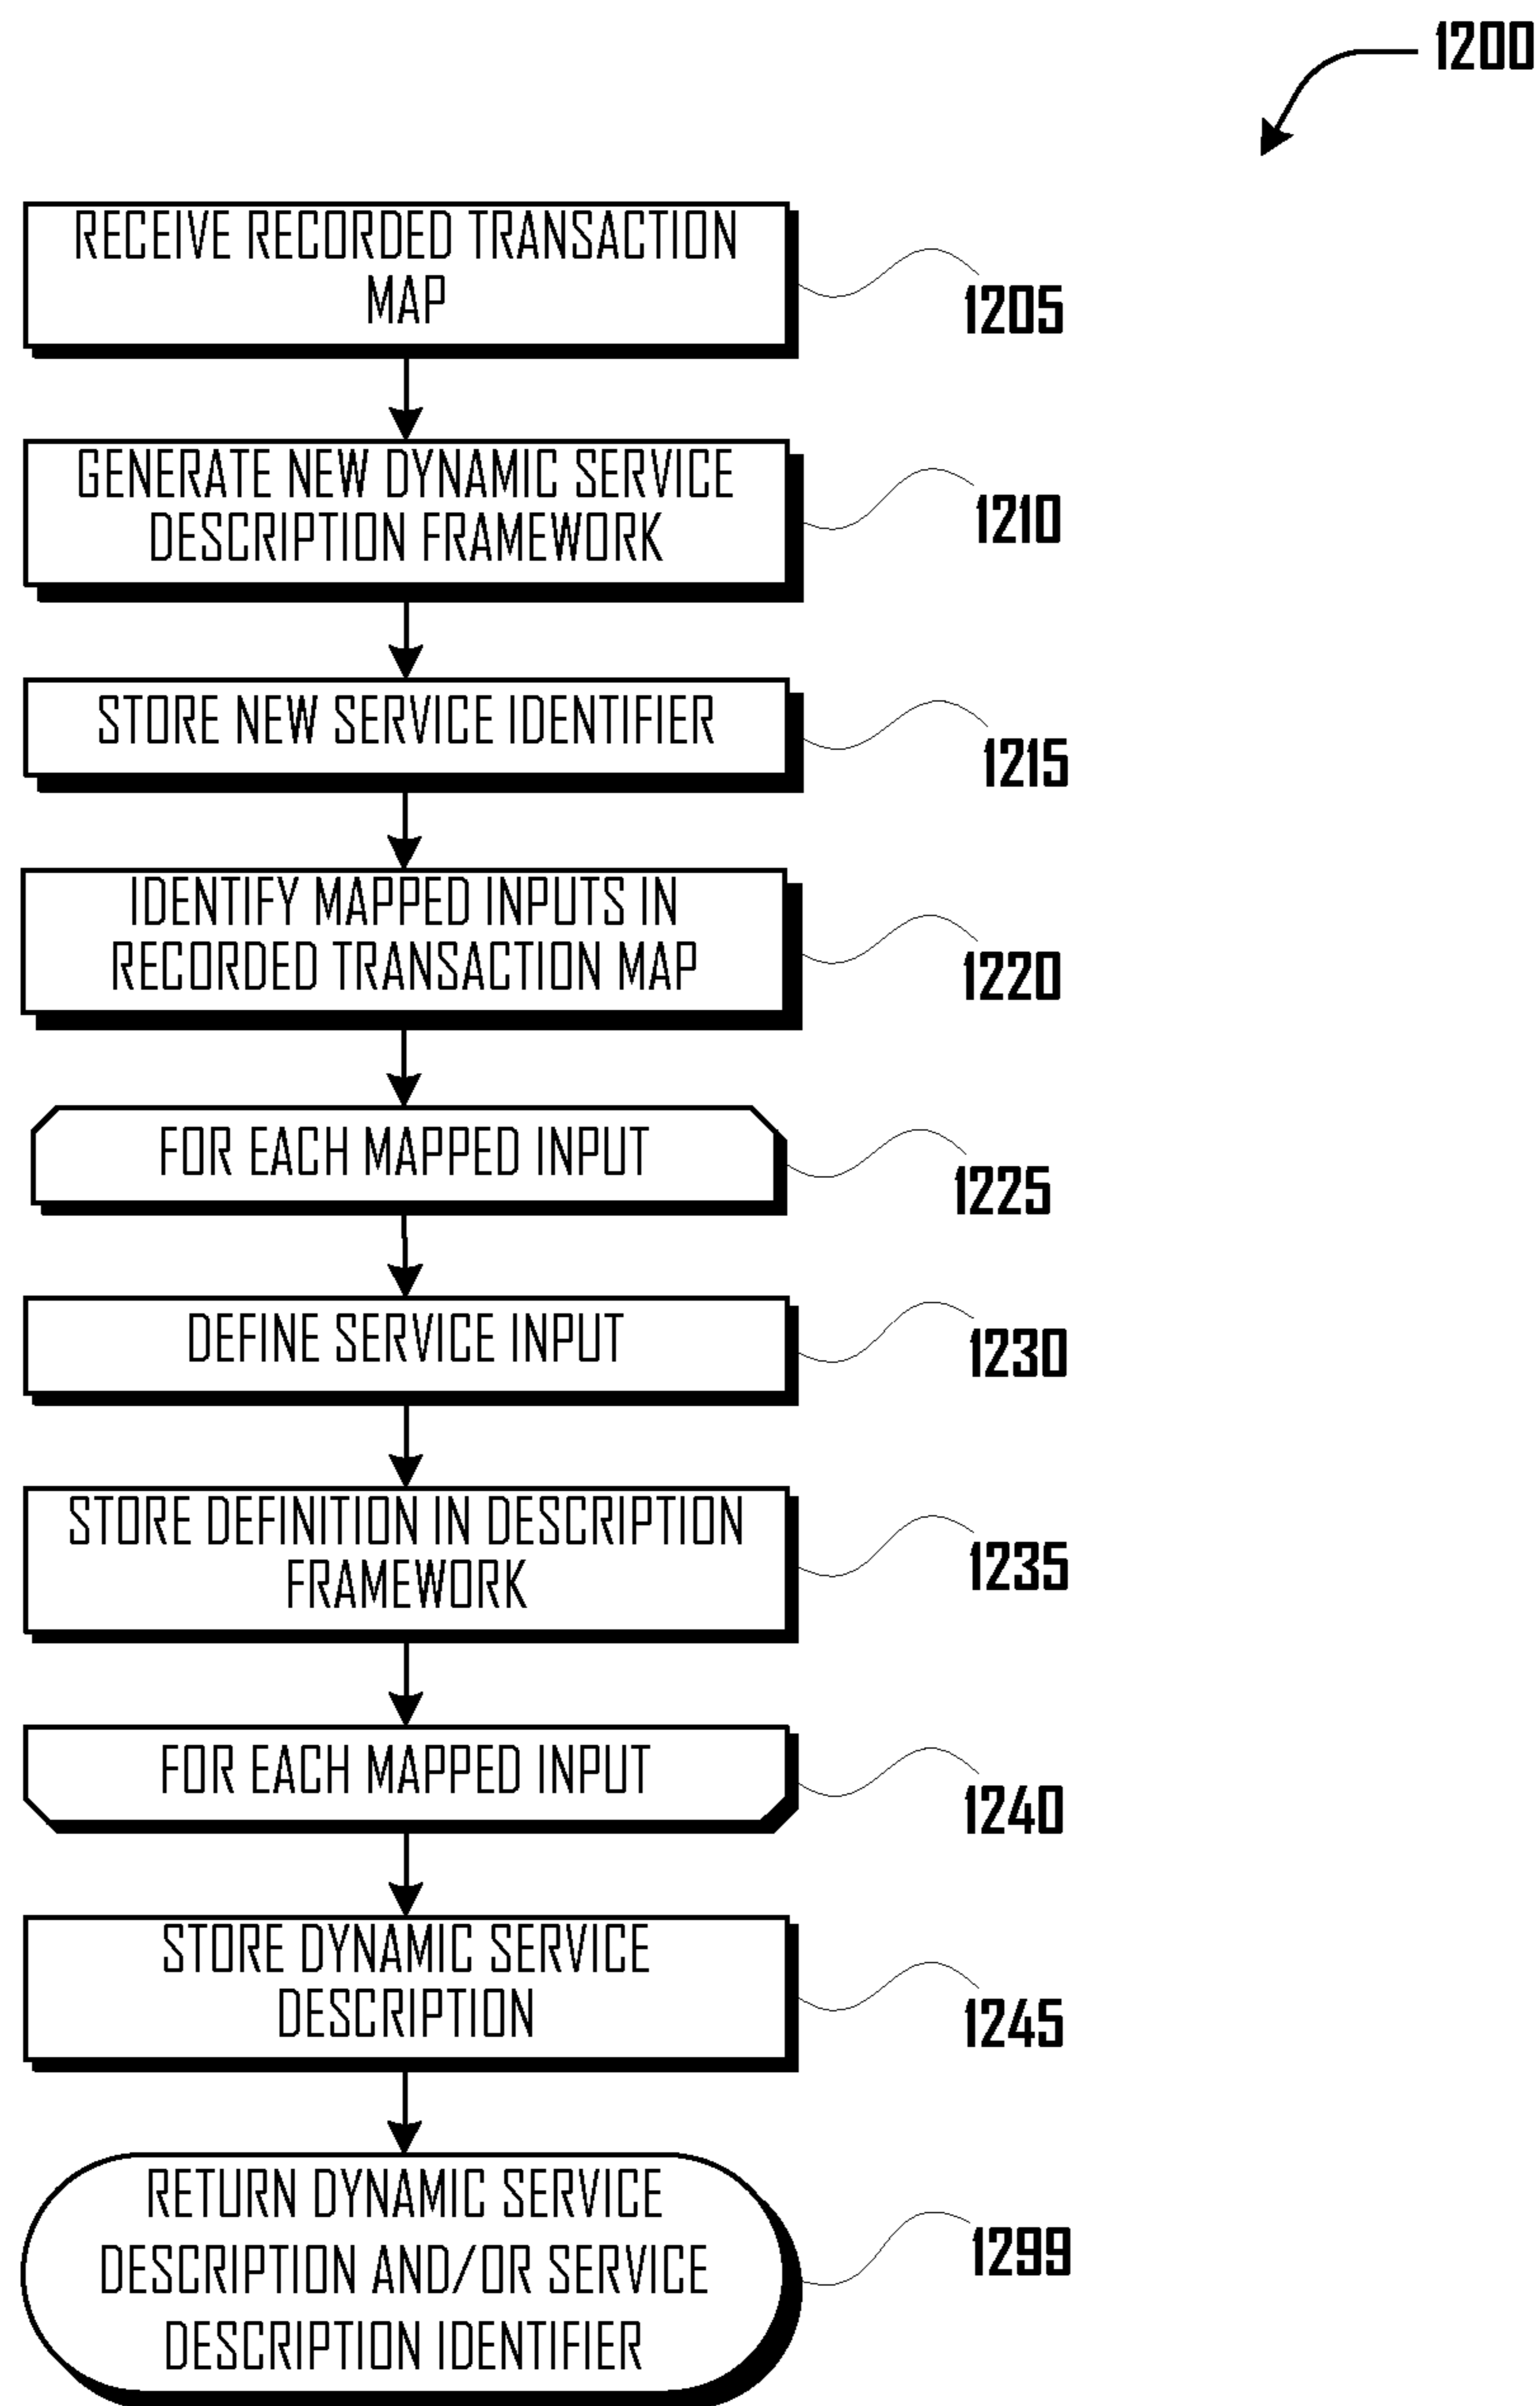 1200
RECEIVE RECORDED TRANSACTION
MAP
1205
GENERATE NEW DYNAMIC SERVICE
DESCRIPTION FRAMEWORK
1210
STORE NEW SERVICE IDENTIFIER
1215
IDENTIFY MAPPED INPUTS IN
RECORDED TRANSACTION MAP
1220
FOR EACH MAPPED INPUT
1225
DEFINE SERVICE INPUT
1230
STORE DEFINITION IN DESCRIPTION
FRAMEWORK
1235
FOR EACH MAPPED INPUT
1240
STORE DYNAMIC SERVICE
DESCRIPTION
1245
RETURN DYNAMIC SERVICE
DESCRIPTION AND/OR SERVICE
DESCRIPTION IDENTIFIER
1299